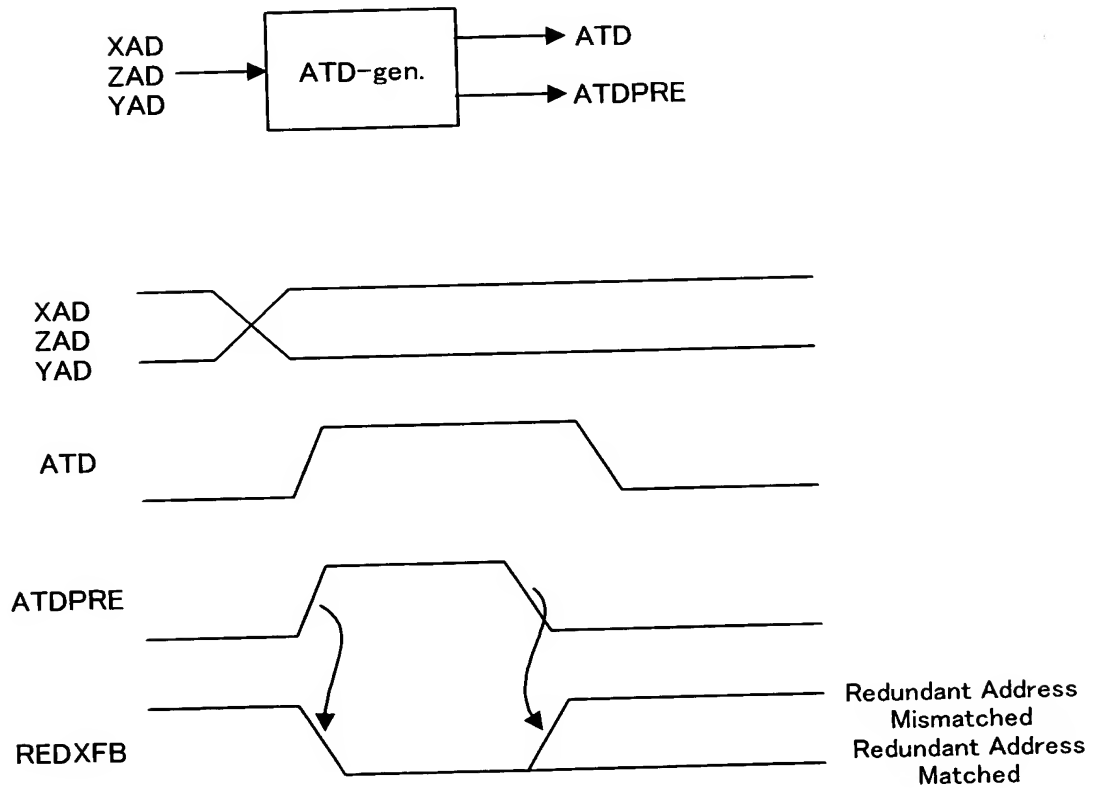 XAD
ZAD
YAD
ATD-gen.
ATD
ATDPRE
XAD
ZAD
YAD
ATD
ATDPRE
REDXFB
Redundant Address
Mismatched
Redundant Address
Matched